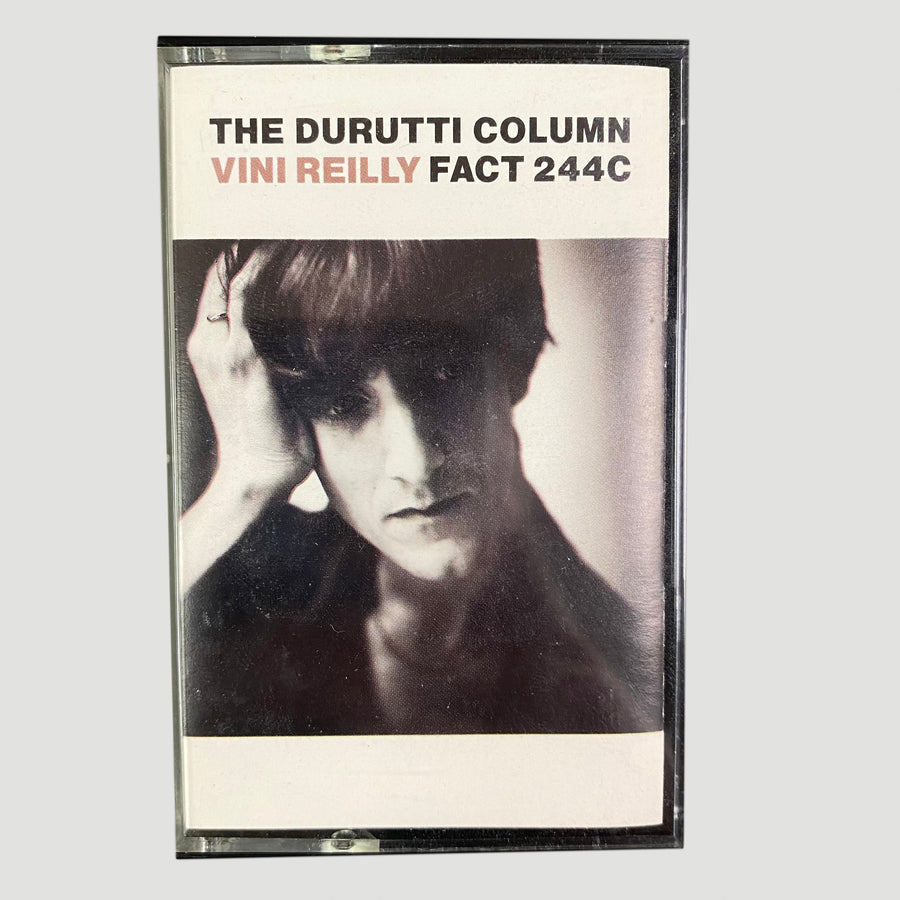 THE DURUTTI COLUMN
VINI REILLY FACT 244C